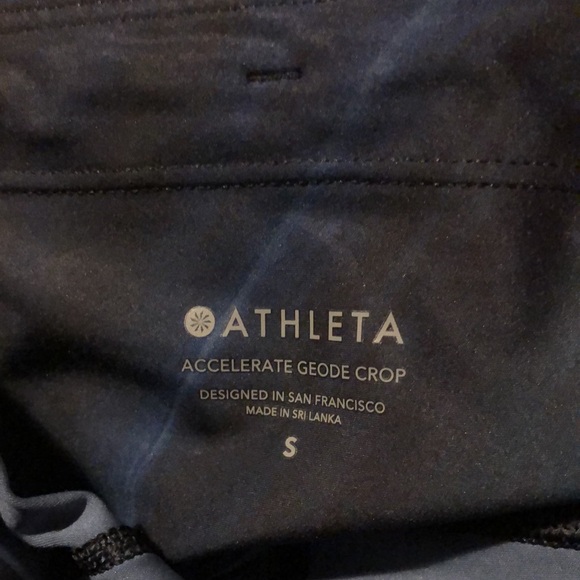 ATHLETA
ACCELERATE GEODE CROP
DESIGNED IN SAN FRANCISCO
MADE IN SRI LANKA
S